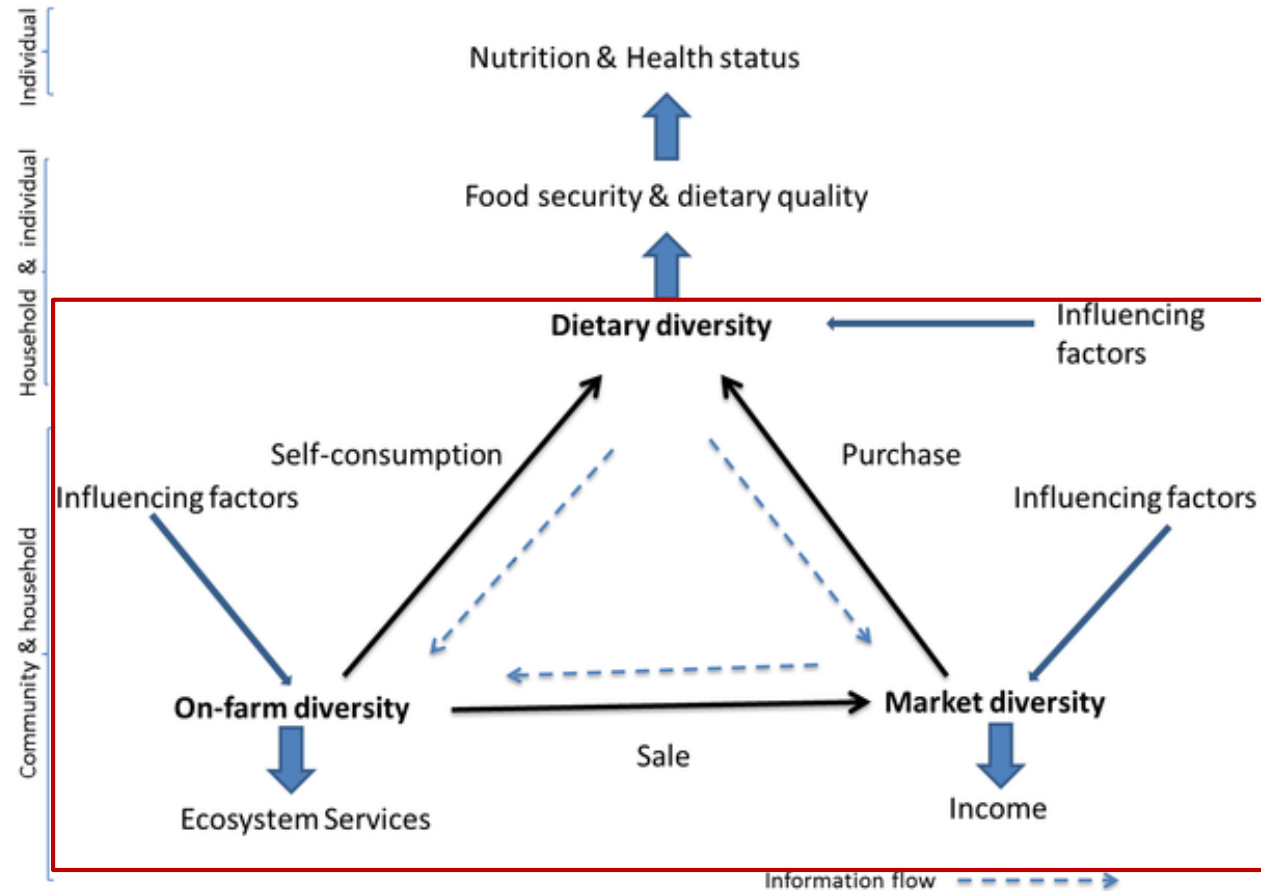 Individual
Nutrition & Health status
Household & individual
Food security & dietary quality
Dietary diversity
Influencing
factors
Community & household
Self-consumption
Purchase
Influencing factors
Influencing factors
On-farm diversity
Market diversity
Sale
Ecosystem Services
Income
Information flow